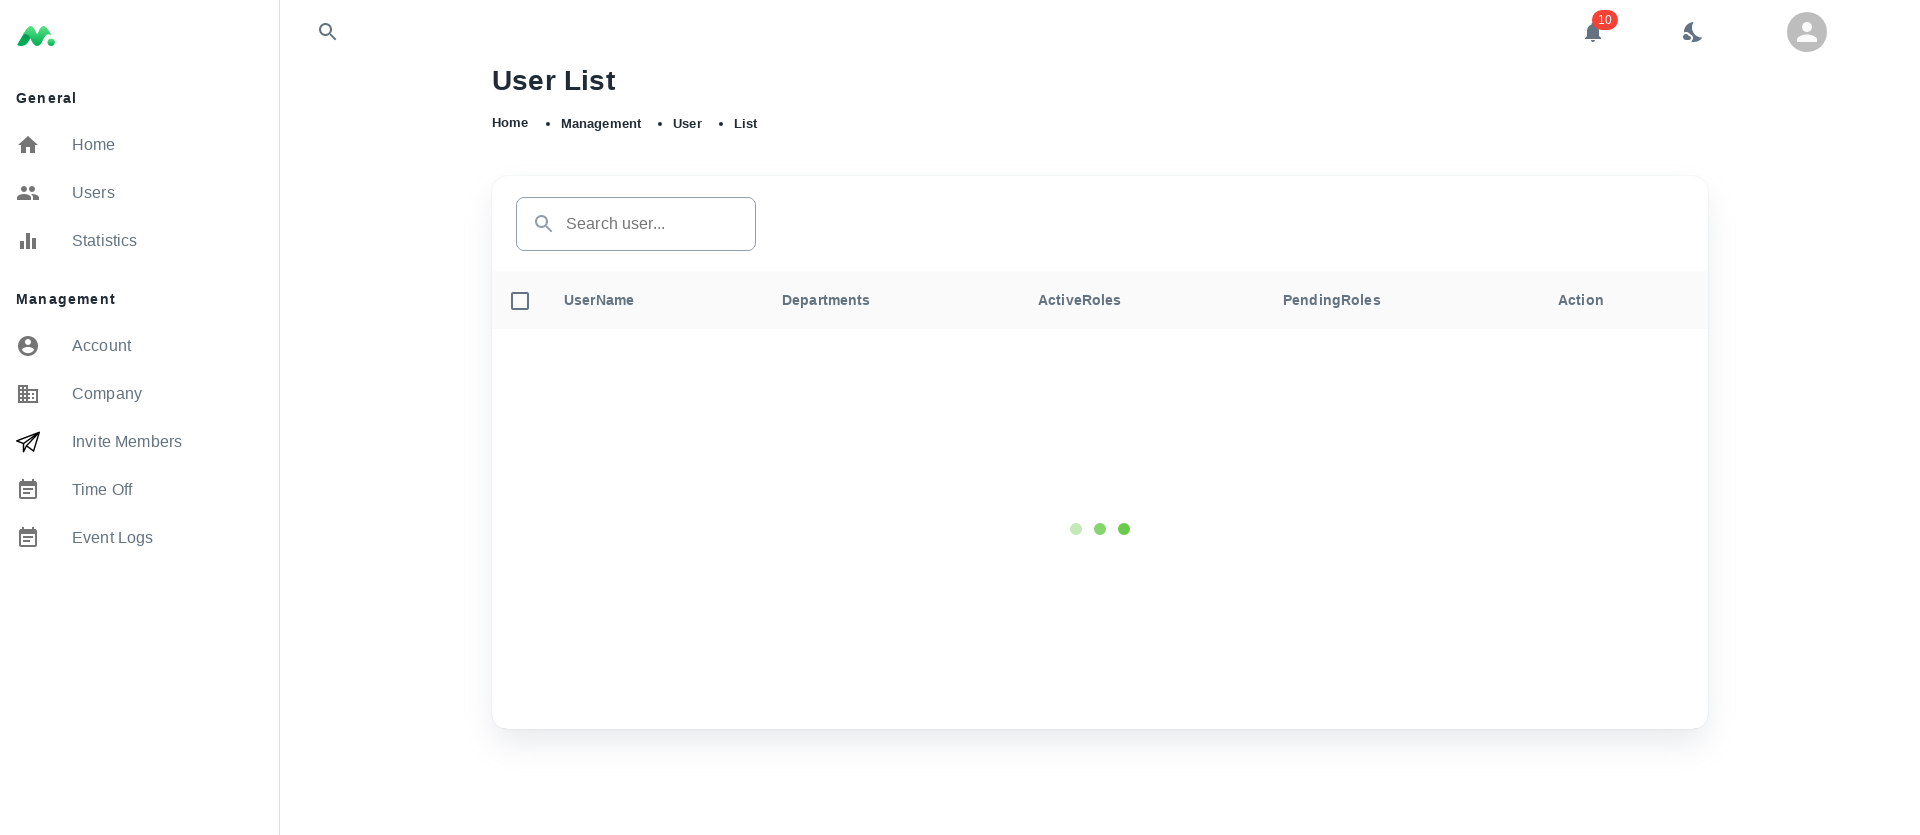 10
User List
Home • Management • User • List
General
Home
Users
Statistics
Management
Account
Company
Invite Members
Time Off
Event Logs
Search user...
UserName Departments ActiveRoles PendingRoles Action